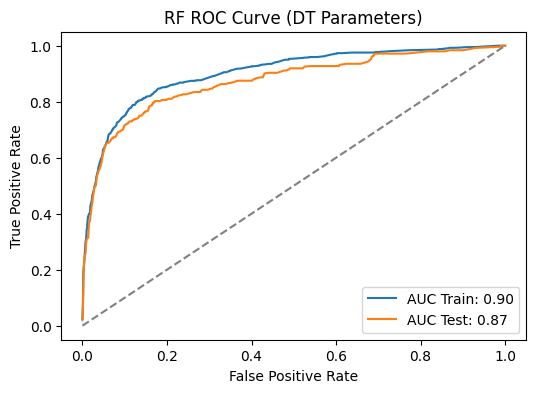 RF ROC Curve (DT Parameters)
1.0
0.8
0.6
0.4
0.2
0.0
True Positive Rate
AUC Train: 0.90
AUC Test: 0.87
0.0 0.2 0.4 0.6 0.8 1.0
False Positive Rate